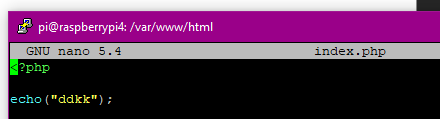 pi@raspberrypi4: /var/www/html
GNU nano 5.4 index.php
<?php
echo("ddkk");